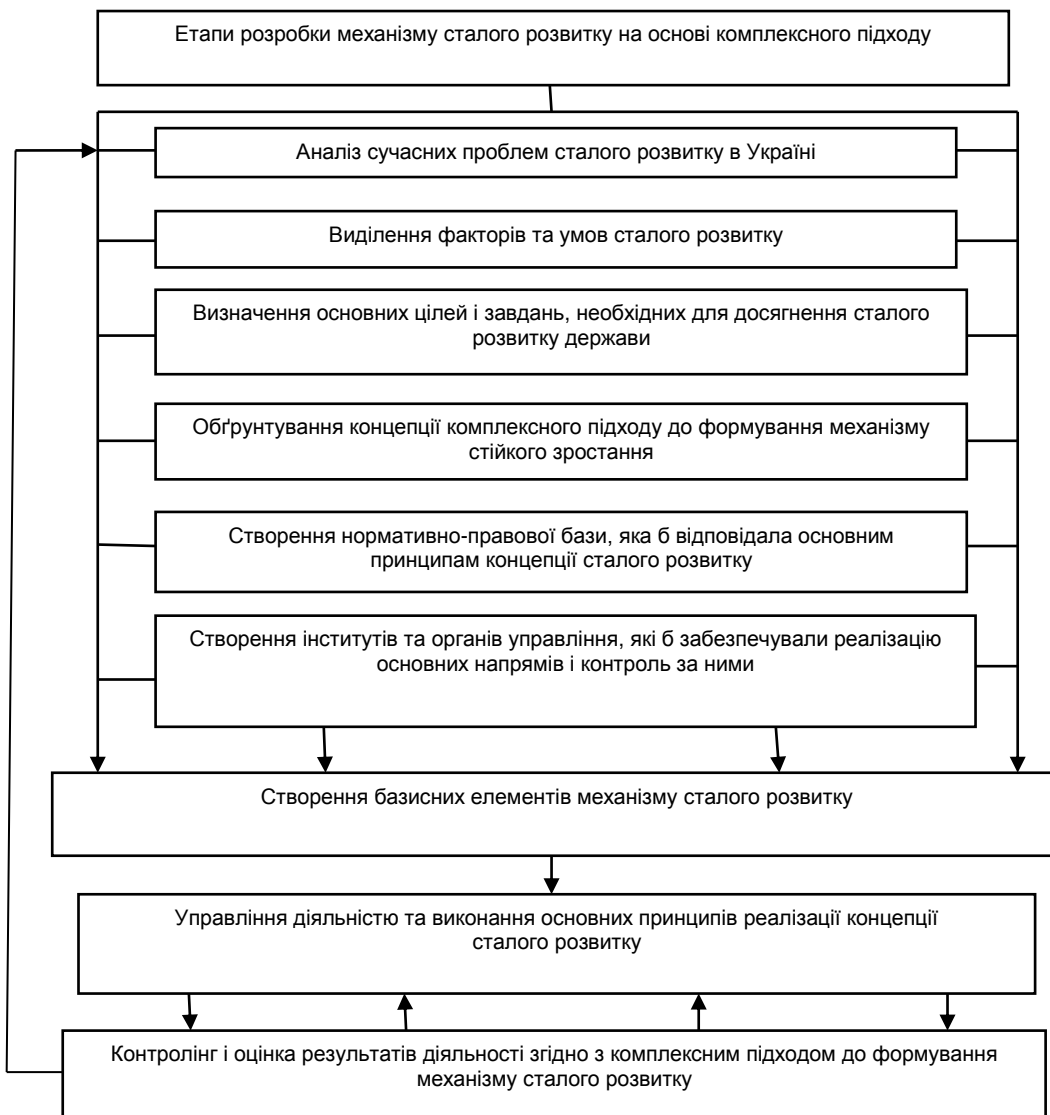 Етапи розробки механізму сталого розвитку на основі комплексного підходу
Аналіз сучасних проблем сталого розвитку в Україні
Виділення факторів та умов сталого розвитку
Визначення основних цілей і завдань, необхідних для досягнення сталого
розвитку держави
Обґрунтування концепції комплексного підходу до формування механізму
стійкого зростання
Створення нормативно-правової бази, яка б відповідала основним
принципам концепції сталого розвитку
Створення інститутів та органів управління, які б забезпечували реалізацію
основних напрямів і контроль за ними
Створення базисних елементів механізму сталого розвитку
Управління діяльністю та виконання основних принципів реалізації концепції
сталого розвитку
Контролінг і оцінка результатів діяльності згідно з комплексним підходом до формування
механізму сталого розвитку